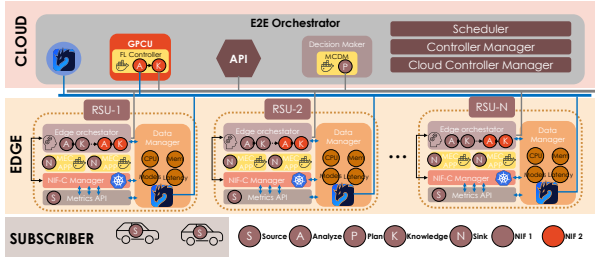 CLOUD
E2E Orchestrator
GPCU
FL Controller
A K
API
Decision Maker
MCDM
P
Scheduler
Controller Manager
Cloud Controller Manager
EDGE
RSU-1
Edge orchestrator
A K A K
N N
NIF-C Manager
Metrics API
S
Data Manager
CPU Mem
Models Latency
RSU-2
Edge orchestrator
A K A K
N N
NIF-C Manager
Metrics API
S
Data Manager
CPU Mem
Models Latency
...
RSU-N
Edge orchestrator
A K A K
N N
NIF-C Manager
Metrics API
S
Data Manager
CPU Mem
Models Latency
SUBSCRIBER
S S
S Source A Analyze P Plan K Knowledge N Sink NIF 1 NIF 2